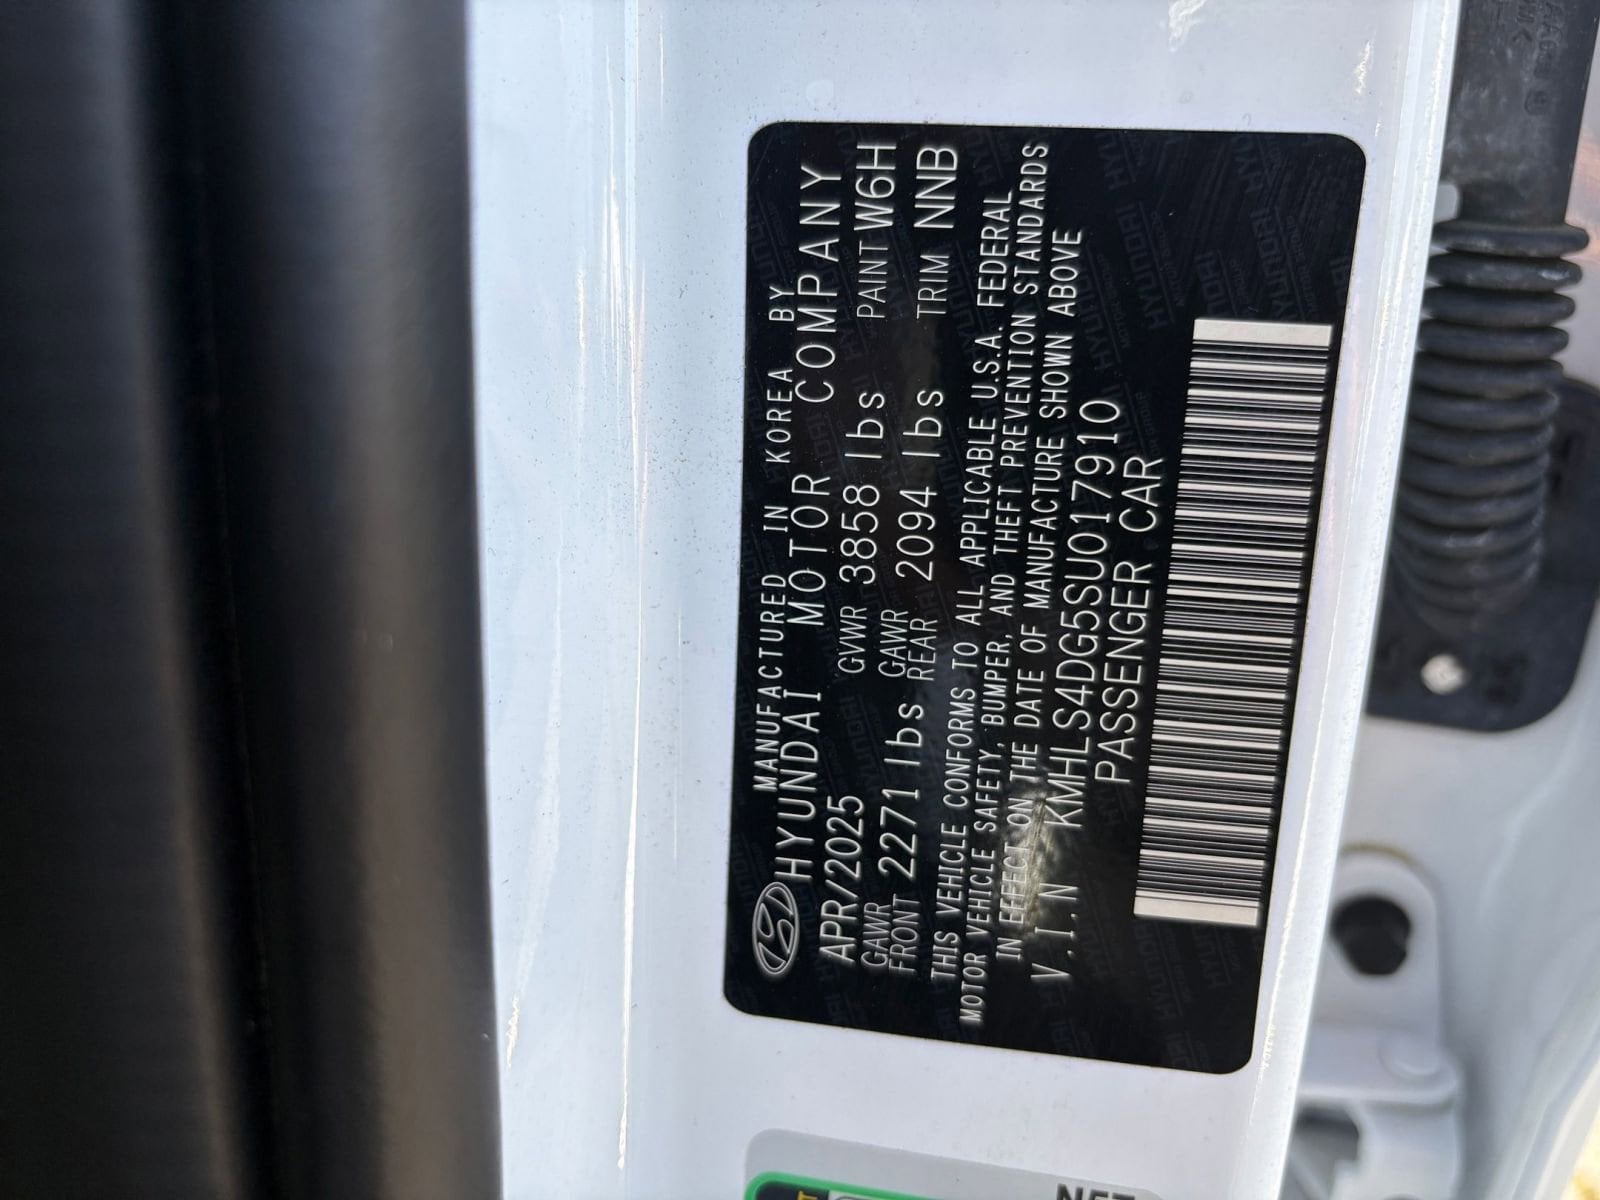 MANUFACTURED IN KOREA BY
HYUNDAI MOTOR COMPANY
APR/2025 GVWR 3858 lbs PAINT W6H
GAWR FRONT 2271 lbs GAWR REAR 2094 lbs TRIM NNB
THIS VEHICLE CONFORMS TO ALL APPLICABLE U.S.A. FEDERAL
MOTOR VEHICLE SAFETY, BUMPER, AND THEFT PREVENTION STANDARDS
IN EFFECT ON THE DATE OF MANUFACTURE SHOWN ABOVE
V.I.N KMHLS4DG5SU017910
PASSENGER CAR